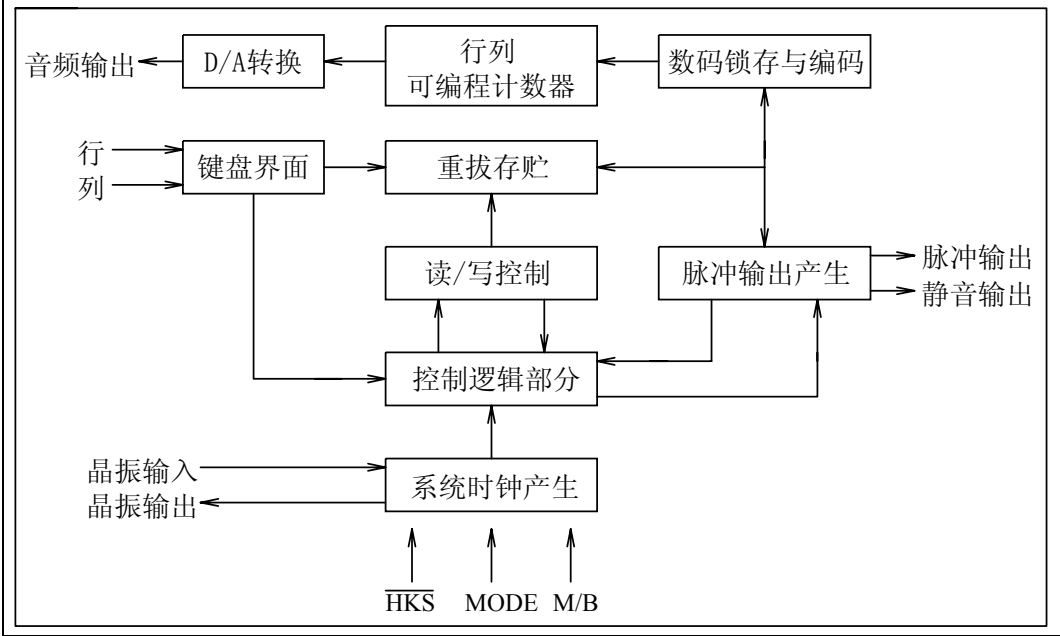 音频输出
D/A转换
行列
可编程计数器
数码锁存与编码
行
列
键盘界面
重拔存贮
读/写控制
脉冲输出产生
脉冲输出
静音输出
控制逻辑部分
晶振输入
晶振输出
系统时钟产生
H̅K̅S̅ MODE M/B